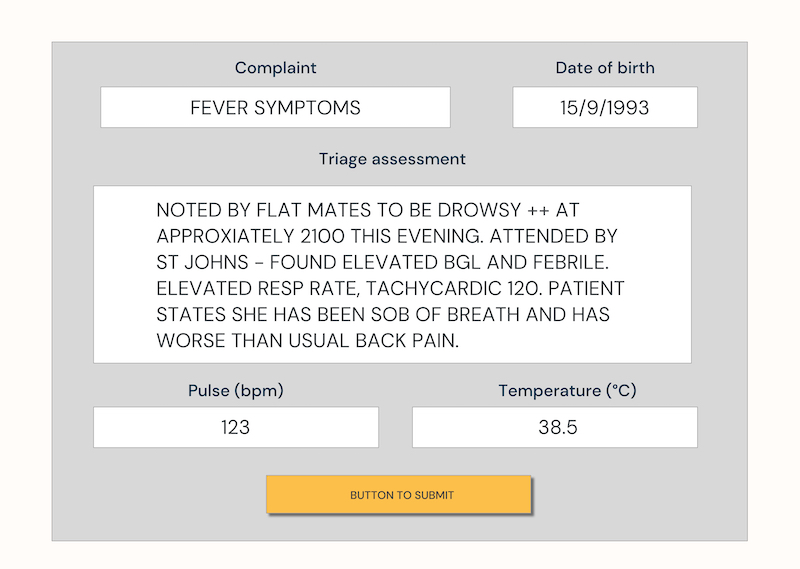 Complaint
Date of birth
FEVER SYMPTOMS
15/9/1993
Triage assessment
NOTED BY FLAT MATES TO BE DROWSY ++ AT
APPROXIATELY 2100 THIS EVENING. ATTENDED BY
ST JOHNS - FOUND ELEVATED BGL AND FEBRILE.
ELEVATED RESP RATE, TACHYCARDIC 120. PATIENT
STATES SHE HAS BEEN SOB OF BREATH AND HAS
WORSE THAN USUAL BACK PAIN.
Pulse (bpm)
Temperature (°C)
123
38.5
BUTTON TO SUBMIT